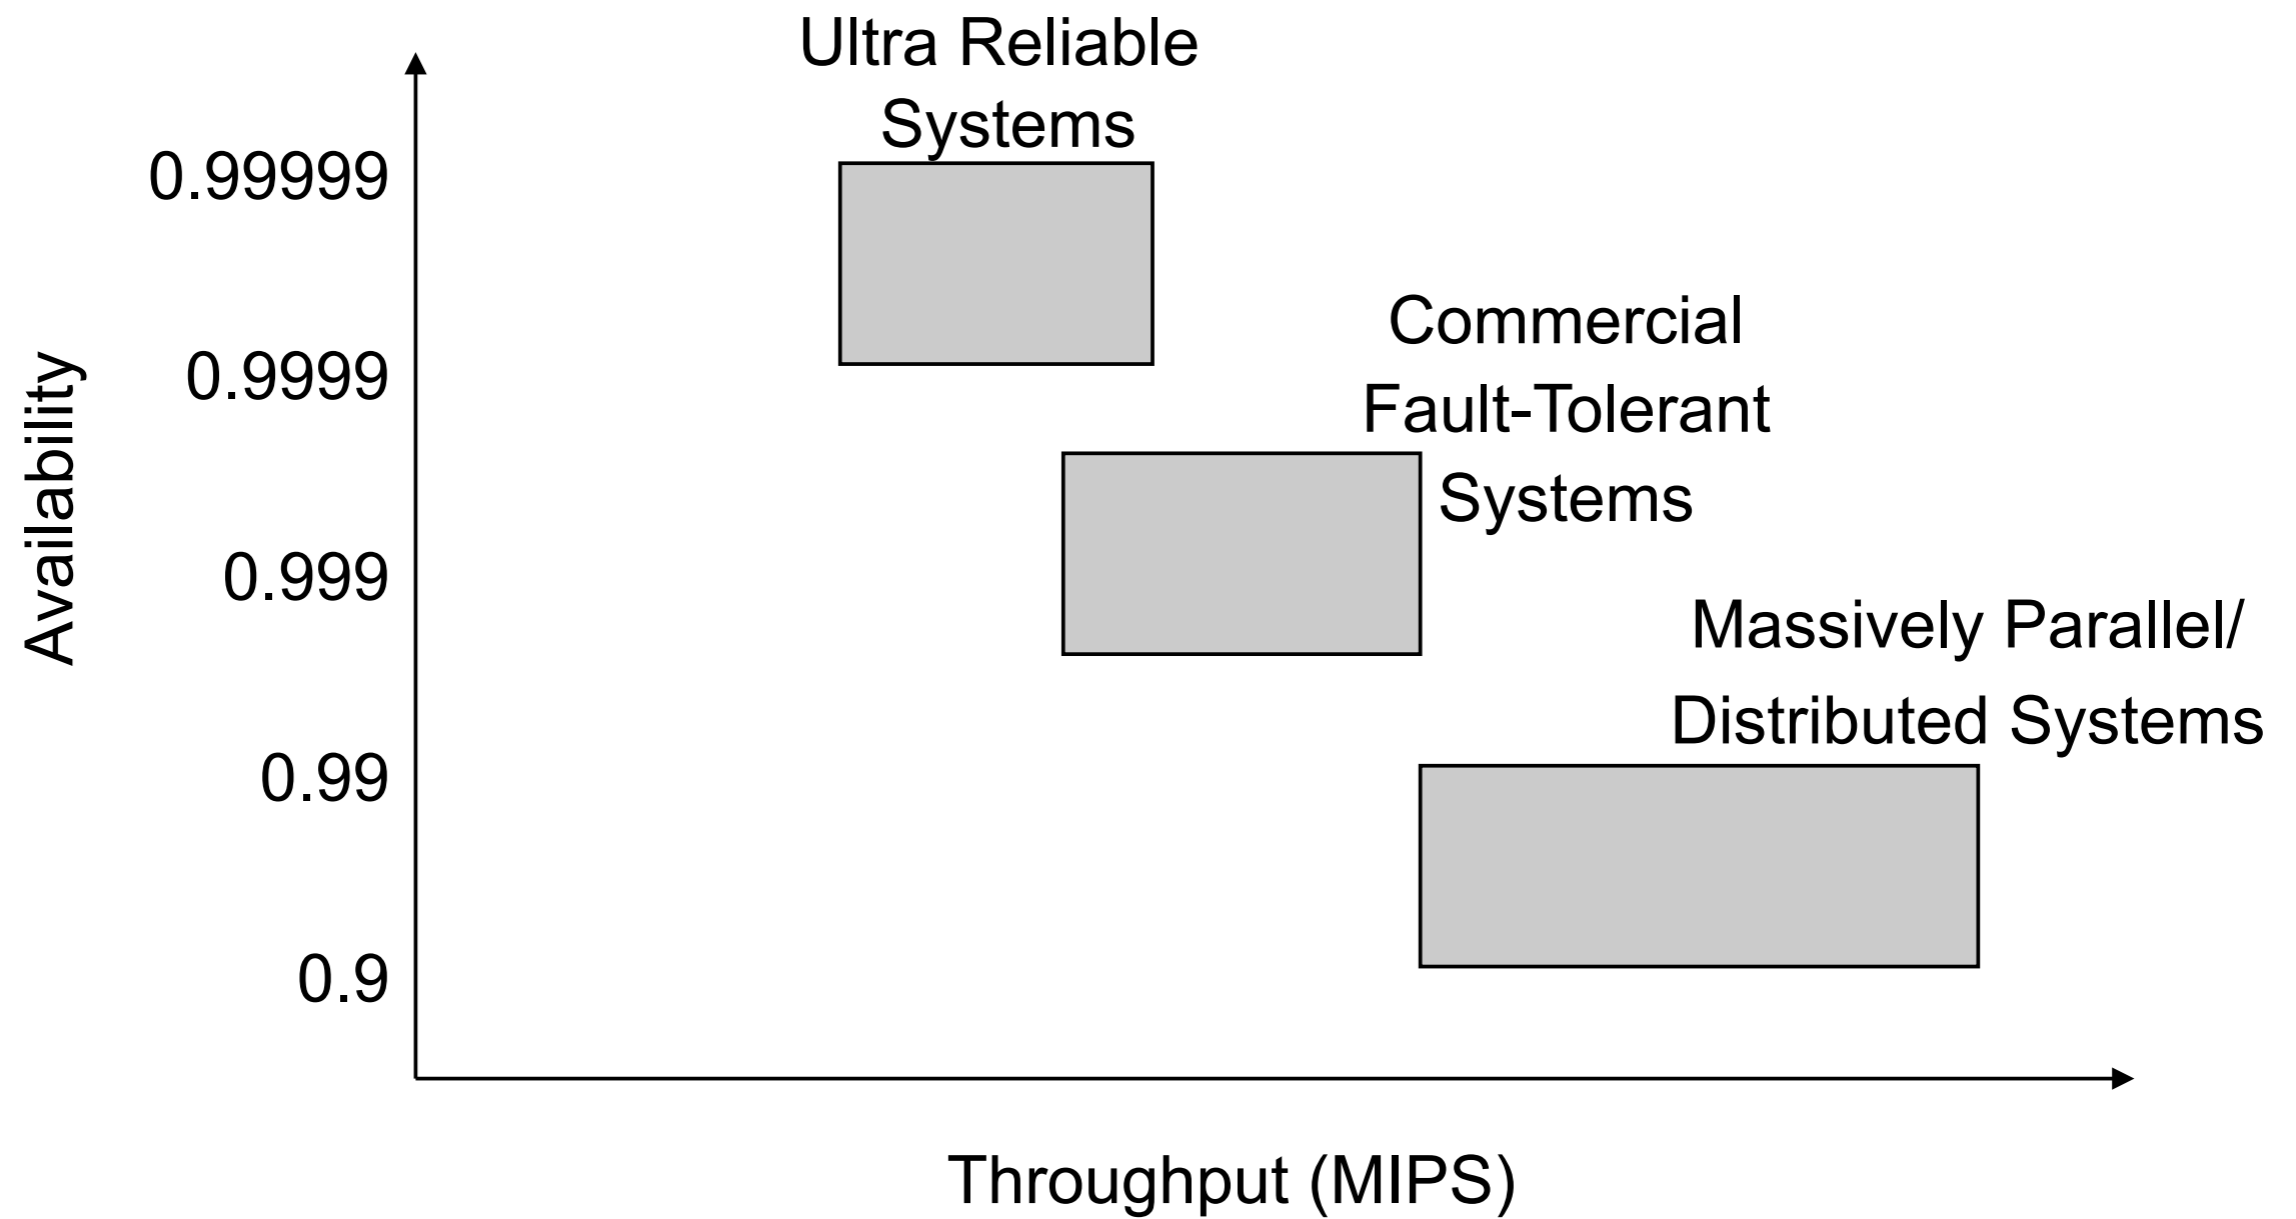 Ultra Reliable
Systems
0.99999
Commercial
0.9999
Fault-Tolerant
Systems
Availability
0.999
Massively Parallel/
Distributed Systems
0.99
0.9
Throughput (MIPS)